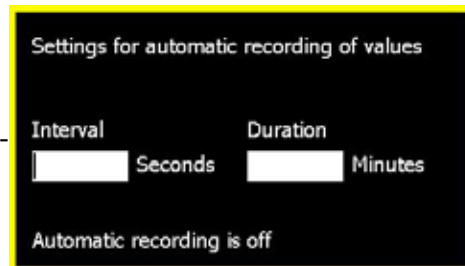 Settings for automatic recording of values
Interval Duration
Seconds Minutes
Automatic recording is off